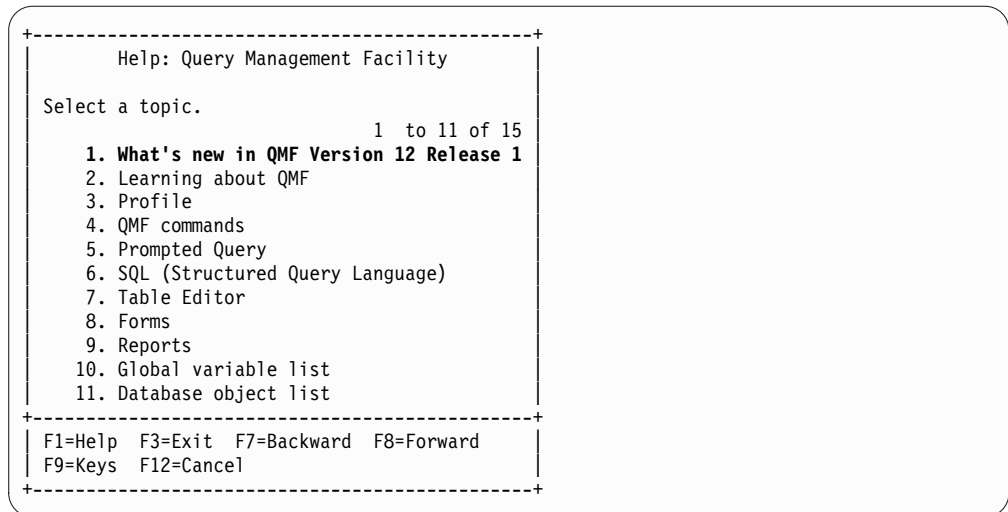 Help: Query Management Facility
Select a topic.
1 to 11 of 15
1. What's new in QMF Version 12 Release 1
2. Learning about QMF
3. Profile
4. QMF commands
5. Prompted Query
6. SQL (Structured Query Language)
7. Table Editor
8. Forms
9. Reports
10. Global variable list
11. Database object list
F1=Help F3=Exit F7=Backward F8=Forward
F9=Keys F12=Cancel